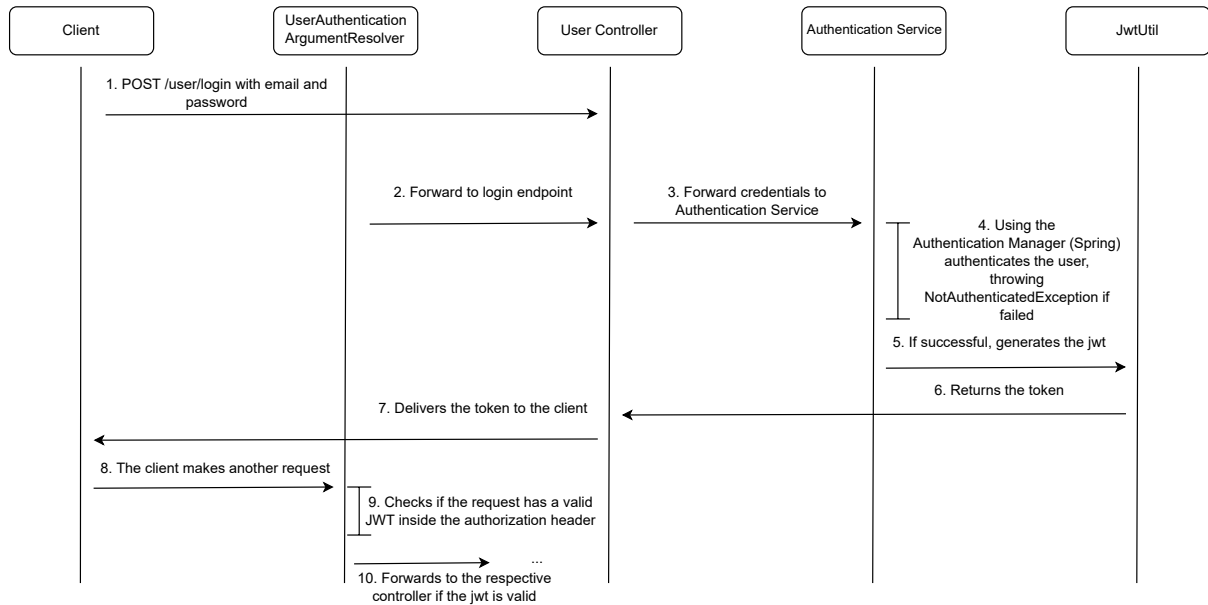 Client
UserAuthentication
ArgumentResolver
User Controller
Authentication Service
JwtUtil
1. POST /user/login with email and
password
2. Forward to login endpoint
3. Forward credentials to
Authentication Service
4. Using the
Authentication Manager (Spring)
authenticates the user,
throwing
NotAuthenticatedException if
failed
5. If successful, generates the jwt
6. Returns the token
7. Delivers the token to the client
8. The client makes another request
9. Checks if the request has a valid
JWT inside the authorization header
...
10. Forwards to the respective
controller if the jwt is valid